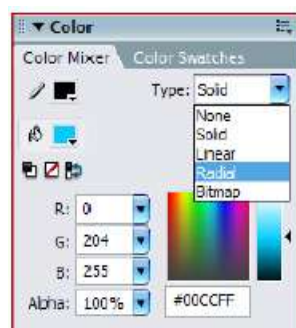 Color
Color Mixer Color Swatches
Type: Solid
None
Solid
Linear
Radial
Bitmap
R: 0
G: 204
B: 255
Alpha: 100% #00CCFF